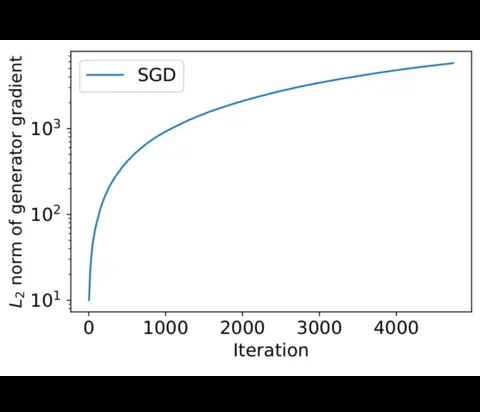 SGD
L₂ norm of generator gradient
10³
10²
10¹
0 1000 2000 3000 4000
Iteration